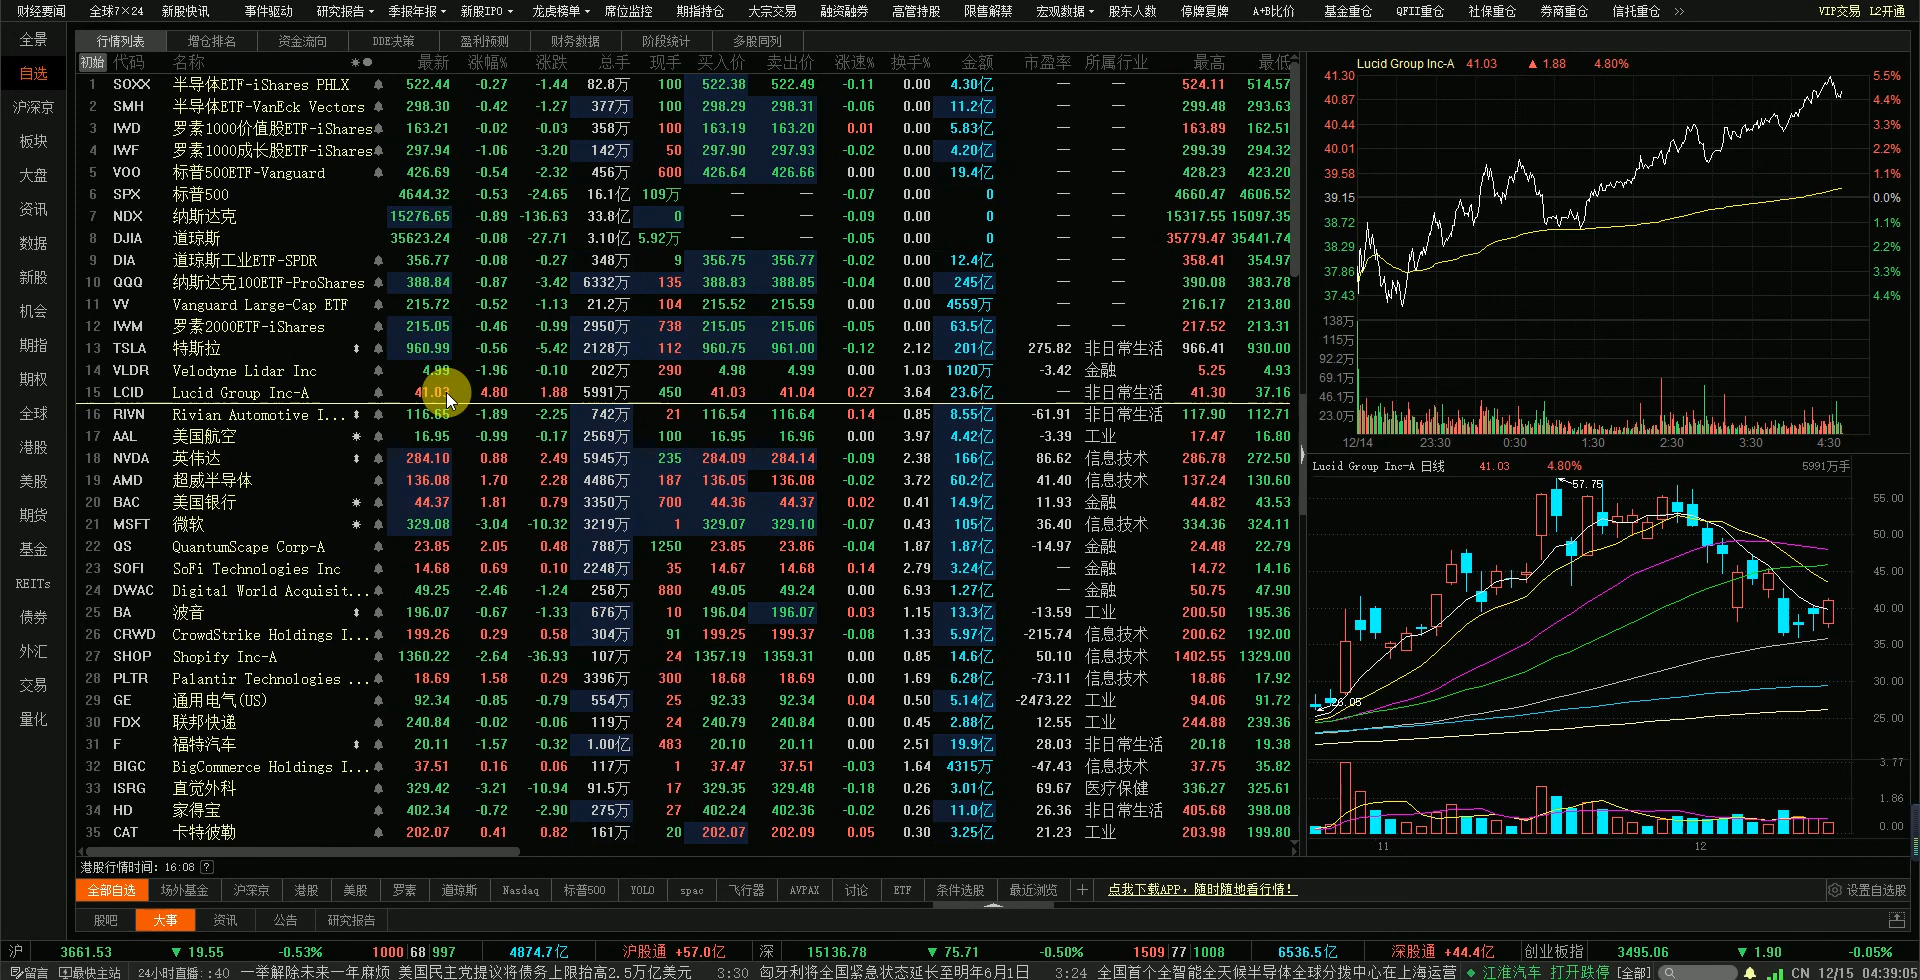 财经要闻 全球7×24 新股快讯 事件驱动 研究报告 季报年报 新股IPO 龙虎榜单 席位监控 期指持仓 大宗交易 融资融券 高管持股 限售解禁 宏观数据 股东人数 停牌复牌 A+B比价 基金重仓 QFII重仓 社保重仓 券商重仓 信托重仓 >> VIP交易 L2开通
全景
自选
沪深京
板块
大盘
资讯
数据
新股
机会
期指
期权
全球
港股
美股
期货
基金
REITs
债券
外汇
交易
量化
行情列表 增仓排名 资金流向 DDE决策 盈利预测 财务数据 阶段统计 多股同列
初始 代码 名称 最新 涨幅% 涨跌 总手 现手 买入价 卖出价 涨速% 换手% 金额 市盈率 所属行业 最高 最低
1 SOXX 半导体ETF-iShares PHLX 522.44 -0.27 -1.44 82.8万 100 522.38 522.49 -0.11 0.00 4.30亿 — — 524.11 514.57
2 SMH 半导体ETF-VanEck Vectors 298.30 -0.42 -1.27 377万 100 298.29 298.31 -0.06 0.00 11.2亿 — — 299.48 293.63
3 IWD 罗素1000价值股ETF-iShares 163.21 -0.02 -0.03 358万 100 163.19 163.20 0.01 0.00 5.83亿 — — 163.89 162.51
4 IWF 罗素1000成长股ETF-iShares 297.94 -1.06 -3.20 142万 50 297.90 297.93 -0.02 0.00 4.20亿 — — 299.39 294.32
5 VOO 标普500ETF-Vanguard 426.69 -0.54 -2.32 456万 600 426.64 426.66 0.00 0.00 19.4亿 — — 428.23 423.20
6 SPX 标普500 4644.32 -0.53 -24.65 16.1亿 109万 — — -0.07 0.00 0 — — 4660.47 4606.52
7 NDX 纳斯达克 15276.65 -0.89 -136.63 33.8亿 0 — — -0.09 0.00 0 — — 15317.55 15097.35
8 DJIA 道琼斯 35623.24 -0.08 -27.71 3.10亿 5.92万 — — -0.05 0.00 0 — — 35779.47 35441.74
9 DIA 道琼斯工业ETF-SPDR 356.77 -0.08 -0.27 348万 9 356.75 356.77 -0.02 0.00 12.4亿 — — 358.41 354.97
10 QQQ 纳斯达克100ETF-ProShares 388.84 -0.87 -3.42 6332万 135 388.83 388.85 -0.04 0.00 245亿 — — 390.08 383.78
11 VV Vanguard Large-Cap ETF 215.72 -0.52 -1.13 21.2万 104 215.52 215.59 0.00 0.00 4559万 — — 216.17 213.80
12 IWM 罗素2000ETF-iShares 215.05 -0.46 -0.99 2950万 738 215.05 215.06 -0.05 0.00 63.5亿 — — 217.52 213.31
13 TSLA 特斯拉 960.99 -0.56 -5.42 2128万 112 960.75 961.00 -0.12 2.12 201亿 275.82 非日常生活 966.41 930.00
14 VLDR Velodyne Lidar Inc 4.99 -1.96 -0.10 202万 290 4.98 4.99 0.00 1.03 1020万 -3.42 金融 5.25 4.93
15 LCID Lucid Group Inc-A 41.03 4.80 1.88 5991万 450 41.03 41.04 0.27 3.64 23.6亿 — 非日常生活 41.30 37.16
16 RIVN Rivian Automotive I... 116.65 -1.89 -2.25 742万 21 116.54 116.64 0.14 0.85 8.55亿 -61.91 非日常生活 117.90 112.71
17 AAL 美国航空 16.95 -0.99 -0.17 2569万 100 16.95 16.96 0.00 3.97 4.42亿 -3.39 工业 17.47 16.80
18 NVDA 英伟达 284.10 0.88 2.49 5945万 235 284.09 284.14 -0.09 2.38 166亿 86.62 信息技术 286.78 272.50
19 AMD 超威半导体 136.08 1.70 2.28 4486万 187 136.05 136.08 -0.02 3.72 60.2亿 41.40 信息技术 137.24 130.60
20 BAC 美国银行 44.37 1.81 0.79 3350万 700 44.36 44.37 -0.02 0.41 14.9亿 11.93 金融 44.82 43.53
21 MSFT 微软 329.08 -3.04 -10.32 3219万 1 329.07 329.10 -0.07 0.43 105亿 36.40 信息技术 334.36 324.11
22 QS QuantumScape Corp-A 23.85 2.05 0.48 788万 1250 23.85 23.86 -0.04 1.87 1.87亿 -14.97 金融 24.48 22.79
23 SOFI SoFi Technologies Inc 14.68 0.69 0.10 2248万 35 14.67 14.68 0.14 2.79 3.24亿 — 金融 14.72 14.16
24 DWAC Digital World Acquisit... 49.25 -2.46 -1.24 258万 880 49.05 49.24 0.00 6.93 1.27亿 — 金融 50.75 47.90
25 BA 波音 196.07 -0.67 -1.33 676万 10 196.04 196.07 0.03 1.15 13.3亿 -13.59 工业 200.50 195.36
26 CRWD CrowdStrike Holdings I... 199.26 0.29 0.58 304万 91 199.25 199.37 -0.08 1.33 5.97亿 -215.74 信息技术 200.62 192.00
27 SHOP Shopify Inc-A 1360.22 -2.64 -36.93 107万 24 1357.19 1359.31 0.00 0.85 14.6亿 50.10 信息技术 1402.55 1329.00
28 PLTR Palantir Technologies ... 18.69 1.58 0.29 3396万 300 18.68 18.69 0.00 1.69 6.28亿 -73.11 信息技术 18.86 17.92
29 GE 通用电气(US) 92.34 -0.85 -0.79 554万 25 92.33 92.34 0.04 0.50 5.14亿 -2473.22 工业 94.06 91.72
30 FDX 联邦快递 240.84 -0.02 -0.06 119万 24 240.79 240.84 0.00 0.45 2.88亿 12.55 工业 244.88 239.36
31 F 福特汽车 20.11 -1.57 -0.32 1.00亿 483 20.10 20.11 0.00 2.51 19.9亿 28.03 非日常生活 20.18 19.38
32 BIGC BigCommerce Holdings I... 37.51 0.16 0.06 117万 1 37.47 37.51 -0.03 1.64 4315万 -47.43 信息技术 37.75 35.82
33 ISRG 直觉外科 329.42 -3.21 -10.94 91.5万 17 329.35 329.48 -0.18 0.26 3.01亿 69.67 医疗保健 336.27 325.61
34 HD 家得宝 402.34 -0.72 -2.90 275万 27 402.24 402.36 -0.02 0.26 11.0亿 26.36 非日常生活 405.68 398.08
35 CAT 卡特彼勒 202.07 0.41 0.82 161万 20 202.07 202.09 0.05 0.30 3.25亿 21.23 工业 203.98 199.80
Lucid Group Inc-A 41.03 ▲ 1.88 4.80%
41.30 5.5%
40.87 4.4%
40.44 3.3%
40.01 2.2%
39.58 1.1%
39.15 0.0%
38.72 1.1%
38.29 2.2%
37.86 3.3%
37.43 4.4%
138万
115万
92.2万
69.1万
46.1万
23.0万
12/14 23:30 0:30 1:30 2:30 3:30 4:30
Lucid Group Inc-A 日线 41.03 4.80% 5991万手
57.75
55.00
50.00
45.00
40.00
35.00
30.00
26.05
25.00
3.77
1.86
0.00
11 12
港股行情时间: 16:08 ?
全部自选 场外基金 沪深京 港股 美股 罗素 道琼斯 Nasdaq 标普500 YOLO spac 飞行器 AVPAX 讨论 ETF 条件选股 最近浏览 + 点我下载APP，随时随地看行情！ 设置自选股
股吧 大事 资讯 公告 研究报告
沪 3661.53 ▼ 19.55 -0.53% 1000 68 997 4874.7亿 沪股通 +57.0亿 深 15136.78 ▼ 75.71 -0.50% 1509 77 1008 6536.5亿 深股通 +44.4亿 创业板指 3495.06 ▼ 1.90 -0.05%
留言 最快主站 24小时直播: :40 一举解除未来一年麻烦 美国民主党提议将债务上限抬高2.5万亿美元 3:30 匈牙利将全国紧急状态延长至明年6月1日 3:24 全国首个全智能全天候半导体全球分拨中心在上海运营 江淮汽车 打开跌停 [全部] CN 12/15 04:39:08